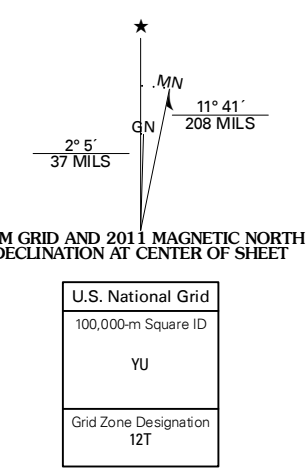 MN
GN
11° 41´
208 MILS
2° 5´
37 MILS
M GRID AND 2011 MAGNETIC NORTH
DECLINATION AT CENTER OF SHEET
U.S. National Grid
100,000-m Square ID
YU
Grid Zone Designation
12T